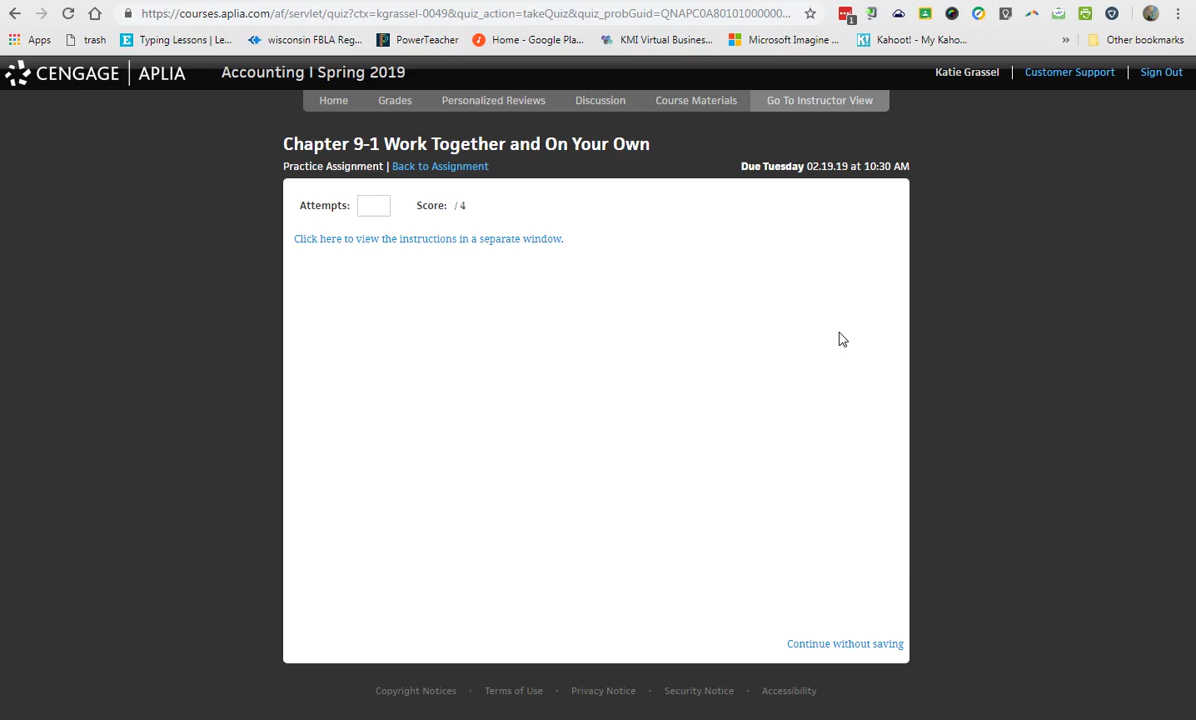 https://courses.aplia.com/af/servlet/quiz?ctx=kgrassel-0049&quiz_action=takeQuiz&quiz_probGuid=QNAPC0A80101000000...
Apps trash Typing Lessons | Le... wisconsin FBLA Reg... PowerTeacher Home - Google Pla... KMI Virtual Busines... Microsoft Imagine ... Kahoot! - My Kaho... » Other bookmarks
CENGAGE | APLIA Accounting I Spring 2019 Katie Grassel | Customer Support | Sign Out
Home Grades Personalized Reviews Discussion Course Materials Go To Instructor View
Chapter 9-1 Work Together and On Your Own
Practice Assignment | Back to Assignment Due Tuesday 02.19.19 at 10:30 AM
Attempts: Score: / 4
Click here to view the instructions in a separate window.
Continue without saving
Copyright Notices · Terms of Use · Privacy Notice · Security Notice · Accessibility